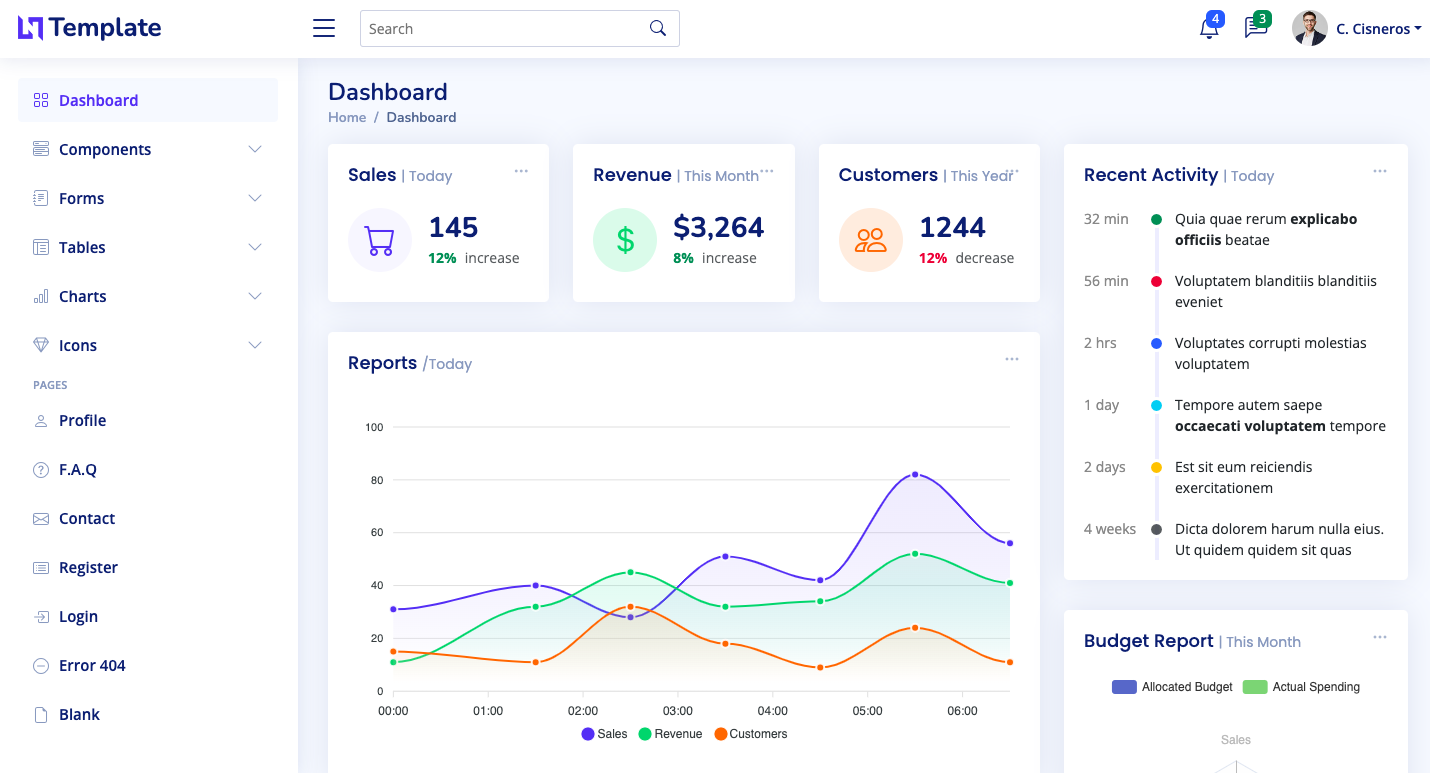 Template
Search
4
3
C. Cisneros
Dashboard
Components
Forms
Tables
Charts
Icons
PAGES
Profile
F.A.Q
Contact
Register
Login
Error 404
Blank
Dashboard
Home / Dashboard
Sales | Today
145
12% increase
Revenue | This Month
$3,264
8% increase
Customers | This Year
1244
12% decrease
Reports /Today
100
80
60
40
20
0
00:00 01:00 02:00 03:00 04:00 05:00 06:00
Sales Revenue Customers
Recent Activity | Today
32 min Quia quae rerum explicabo
officiis beatae
56 min Voluptatem blanditiis blanditiis
eveniet
2 hrs Voluptates corrupti molestias
voluptatem
1 day Tempore autem saepe
occaecati voluptatem tempore
2 days Est sit eum reiciendis
exercitationem
4 weeks Dicta dolorem harum nulla eius.
Ut quidem quidem sit quas
Budget Report | This Month
Allocated Budget Actual Spending
Sales